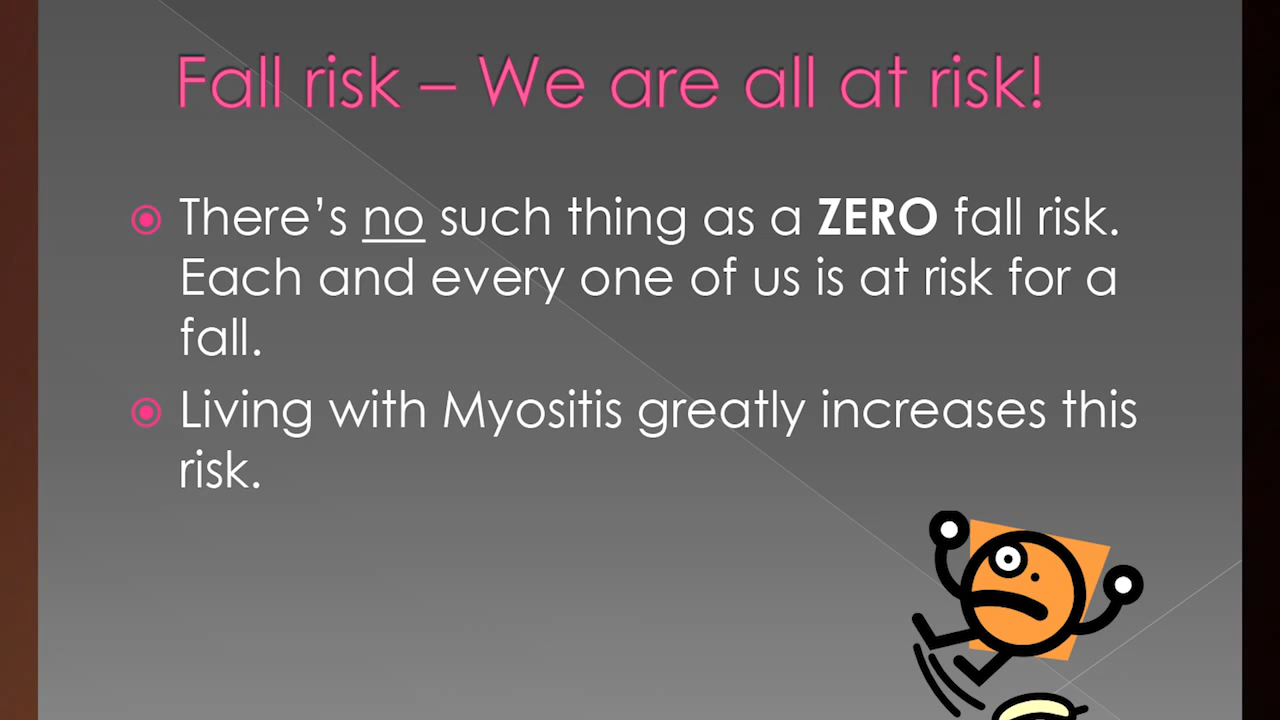 Fall risk – We are all at risk!
There’s no such thing as a ZERO fall risk.
Each and every one of us is at risk for a
fall.
Living with Myositis greatly increases this
risk.